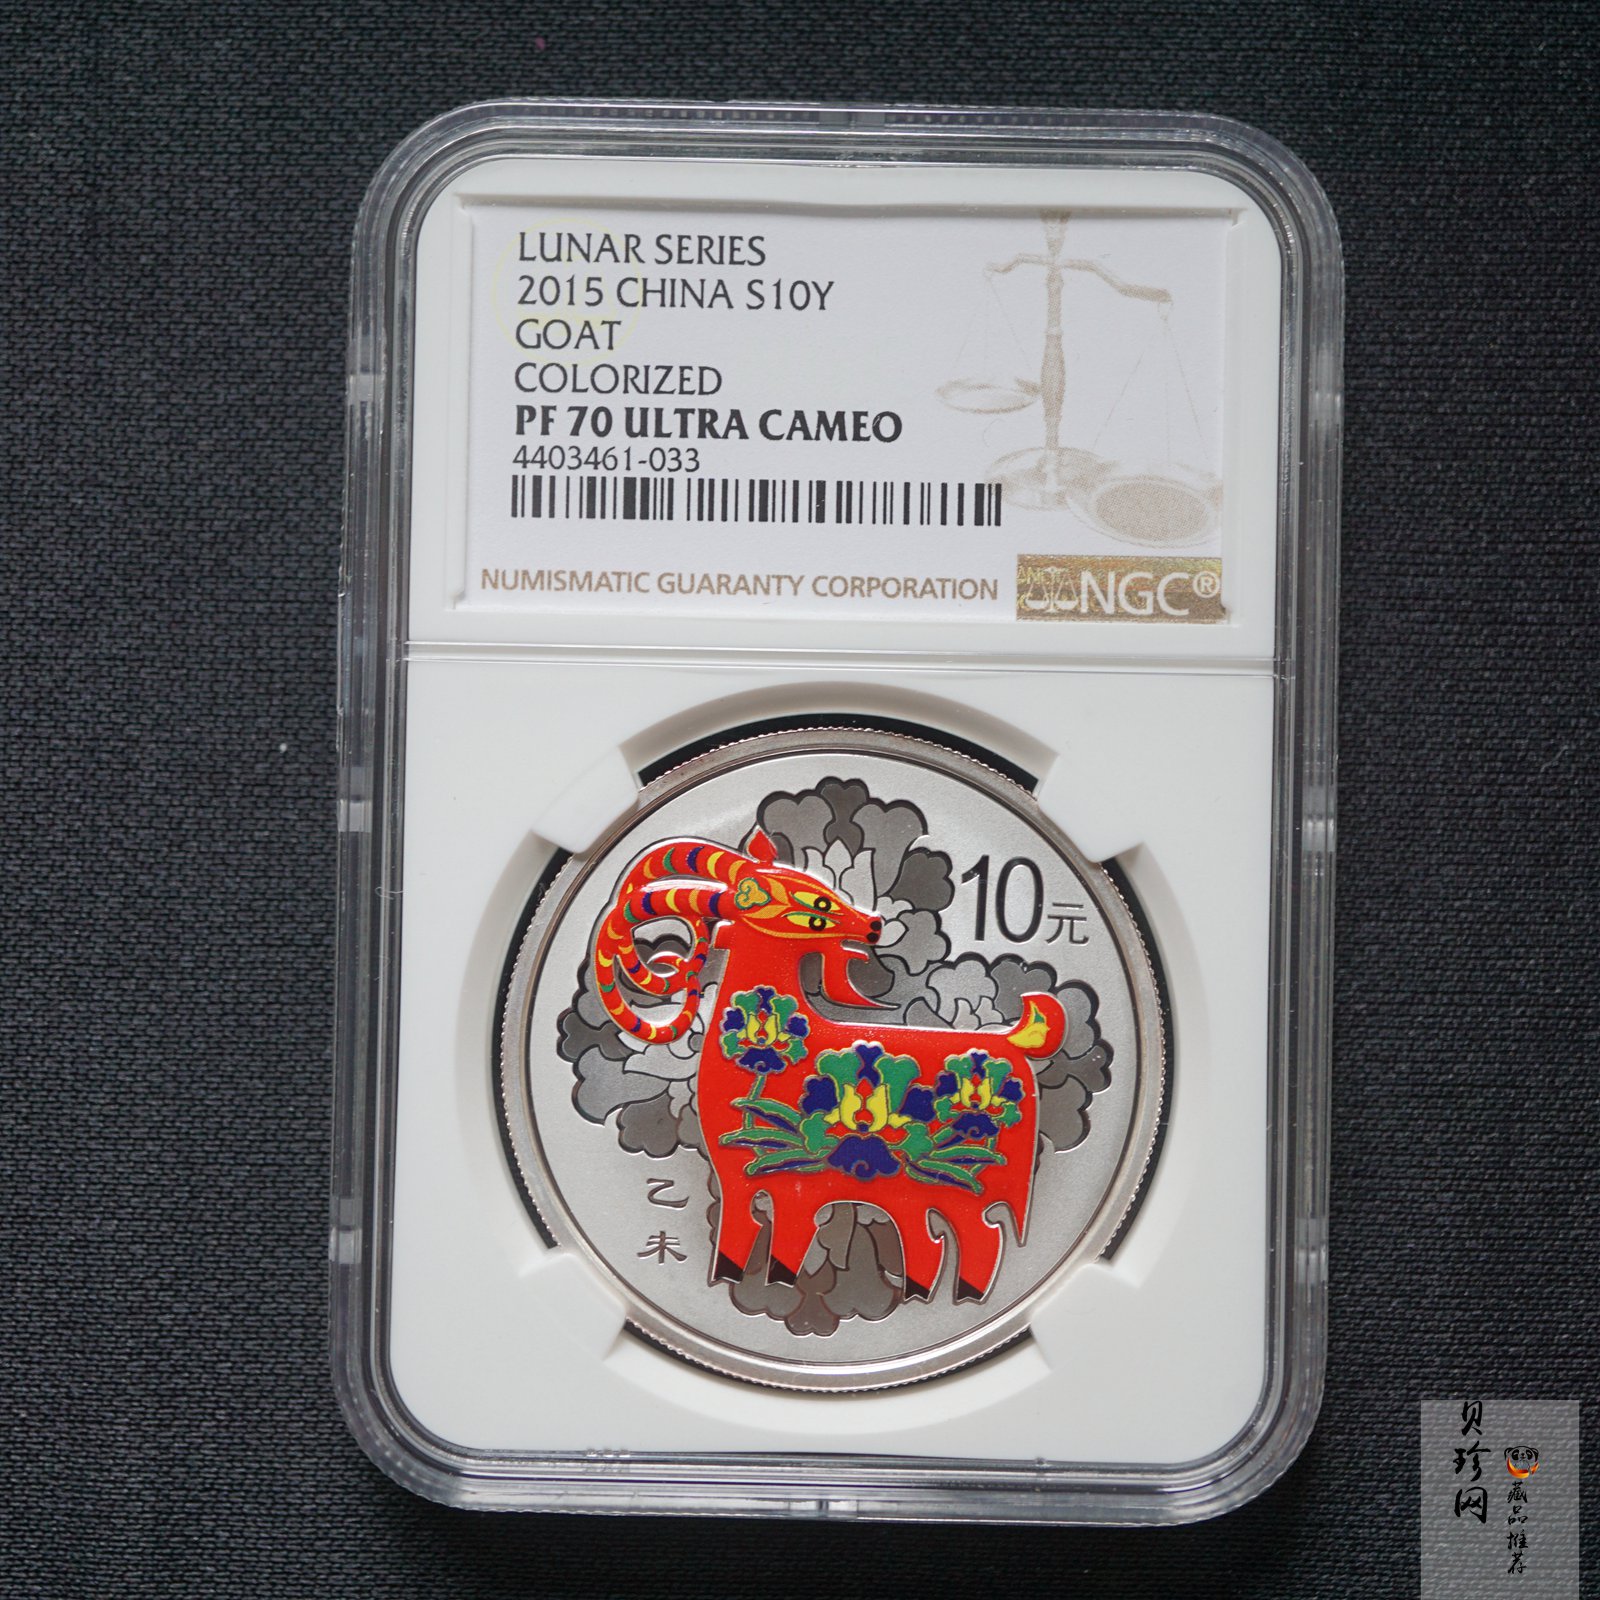 LUNAR SERIES
2015 CHINA S10Y
GOAT
COLORIZED
PF 70 ULTRA CAMEO
4403461-033
NUMISMATIC GUARANTY CORPORATION
NGC®
10元
乙
未
贝珍网
藏品推荐